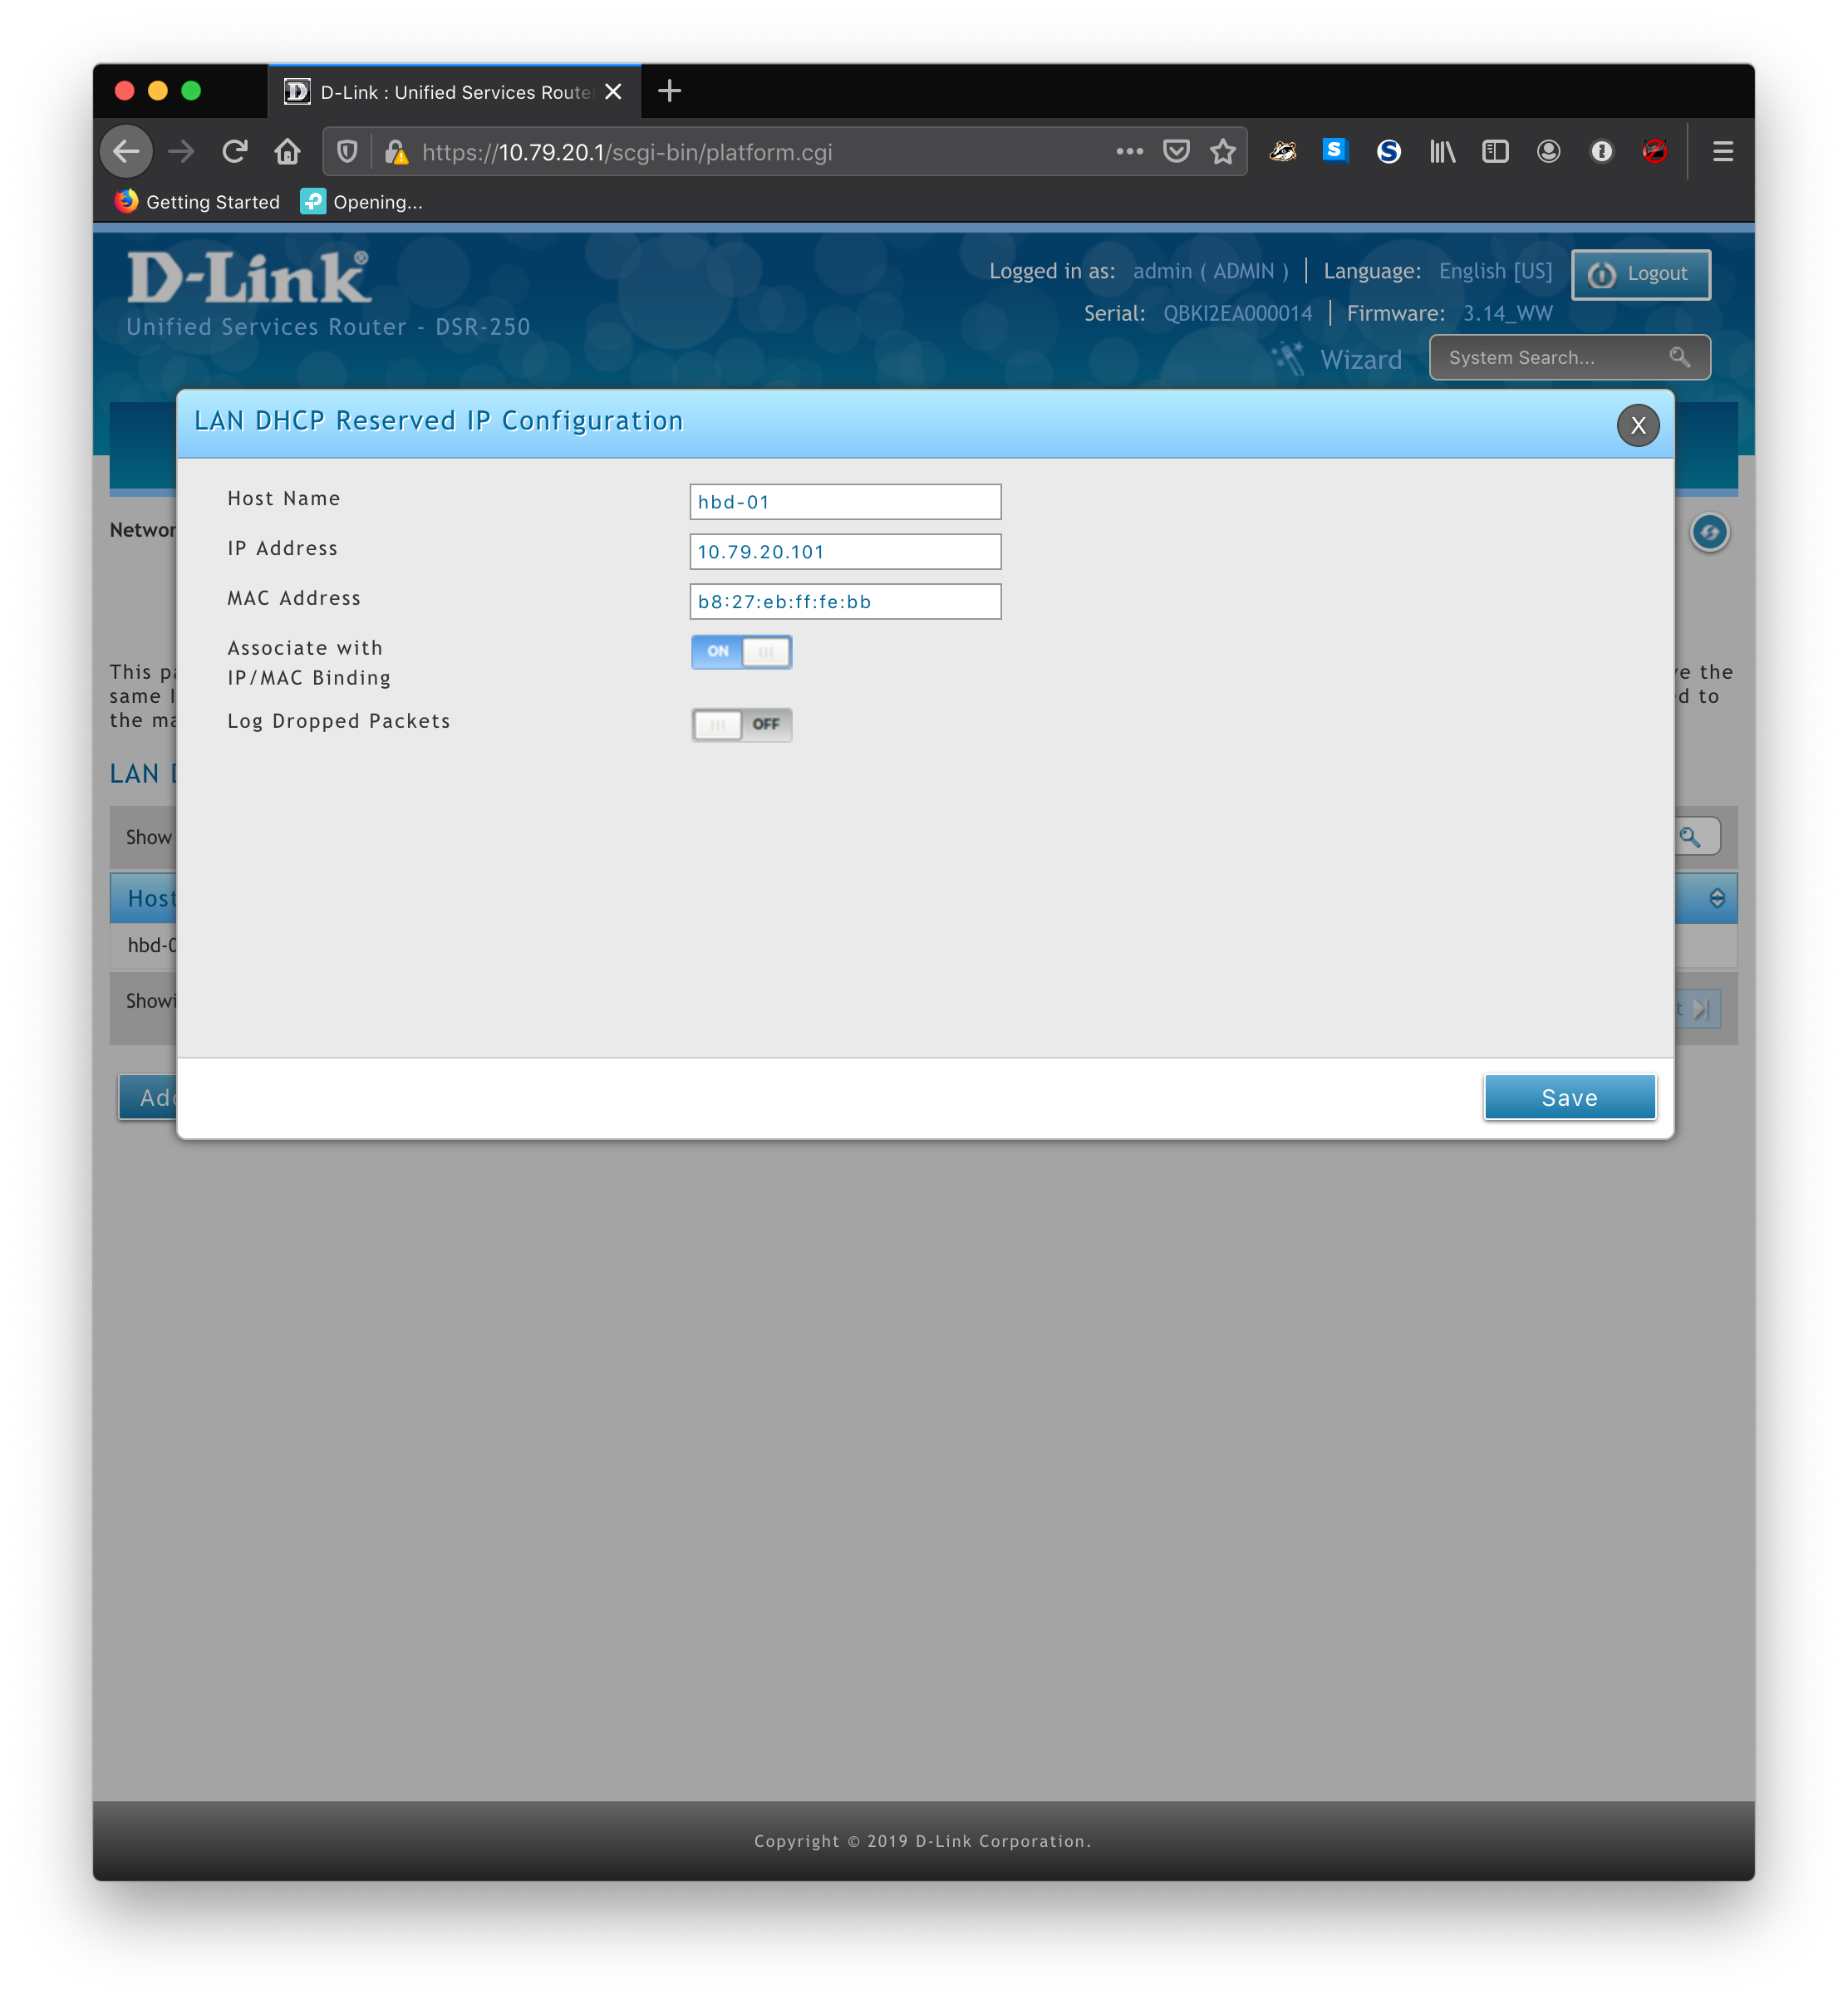 D-Link : Unified Services Route
https://10.79.20.1/scgi-bin/platform.cgi
Getting Started
Opening...
D-Link®
Unified Services Router - DSR-250
Logged in as: admin ( ADMIN ) | Language: English [US]
Logout
Serial: QBKI2EA000014 | Firmware: 3.14_WW
Wizard
System Search...
LAN DHCP Reserved IP Configuration
X
Networ
Host Name
hbd-01
IP Address
10.79.20.101
MAC Address
b8:27:eb:ff:fe:bb
Associate with
IP/MAC Binding
ON
Log Dropped Packets
OFF
This pa
e the
same I
d to
the ma
LAN D
Show
Host
hbd-0
Showi
t
Add
Save
Copyright © 2019 D-Link Corporation.